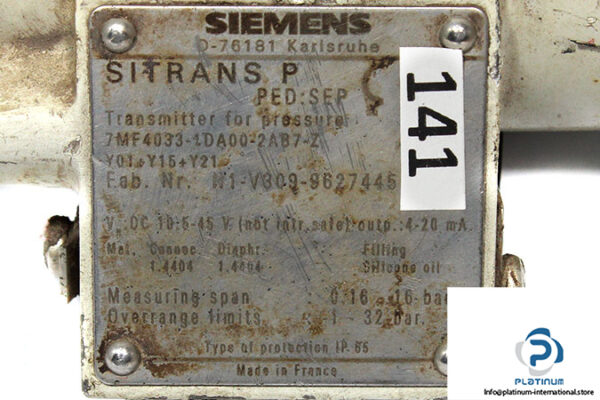 SIEMENS
D-76181 Karlsruhe
SITRANS P
PED:SEP
Transmitter for pressure
7MF4033-1DA00-2AB7-Z
Y01+Y15+Y21
Fab. Nr. N1-V309-9627445
DC 10.5-45 V (not intr.safe) outp.:4-20 mA
Mat. Connec. Diaphr. Filling
1.4404 1.4404 Silicone oil
Measuring span : 0.16 - 16 bar
Overrange limits : - 1 - 32 bar.
Type of protection IP 65
Made in France
141
PLATINUM
INTERNATIONAL
Info@platinum-international.store